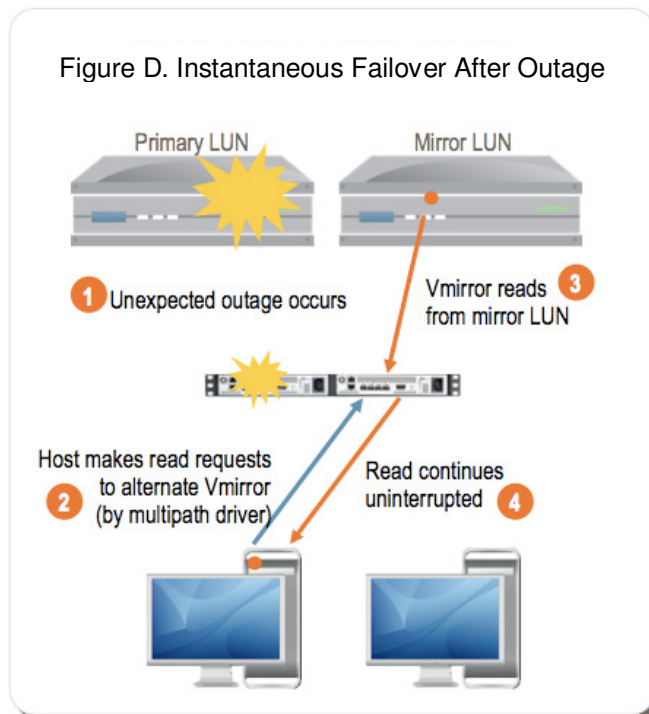 Figure D. Instantaneous Failover After Outage
Primary LUN
Mirror LUN
1 Unexpected outage occurs
Vmirror reads 3
from mirror LUN
Host makes read requests
2 to alternate Vmirror
(by multipath driver)
Read continues
uninterrupted 4